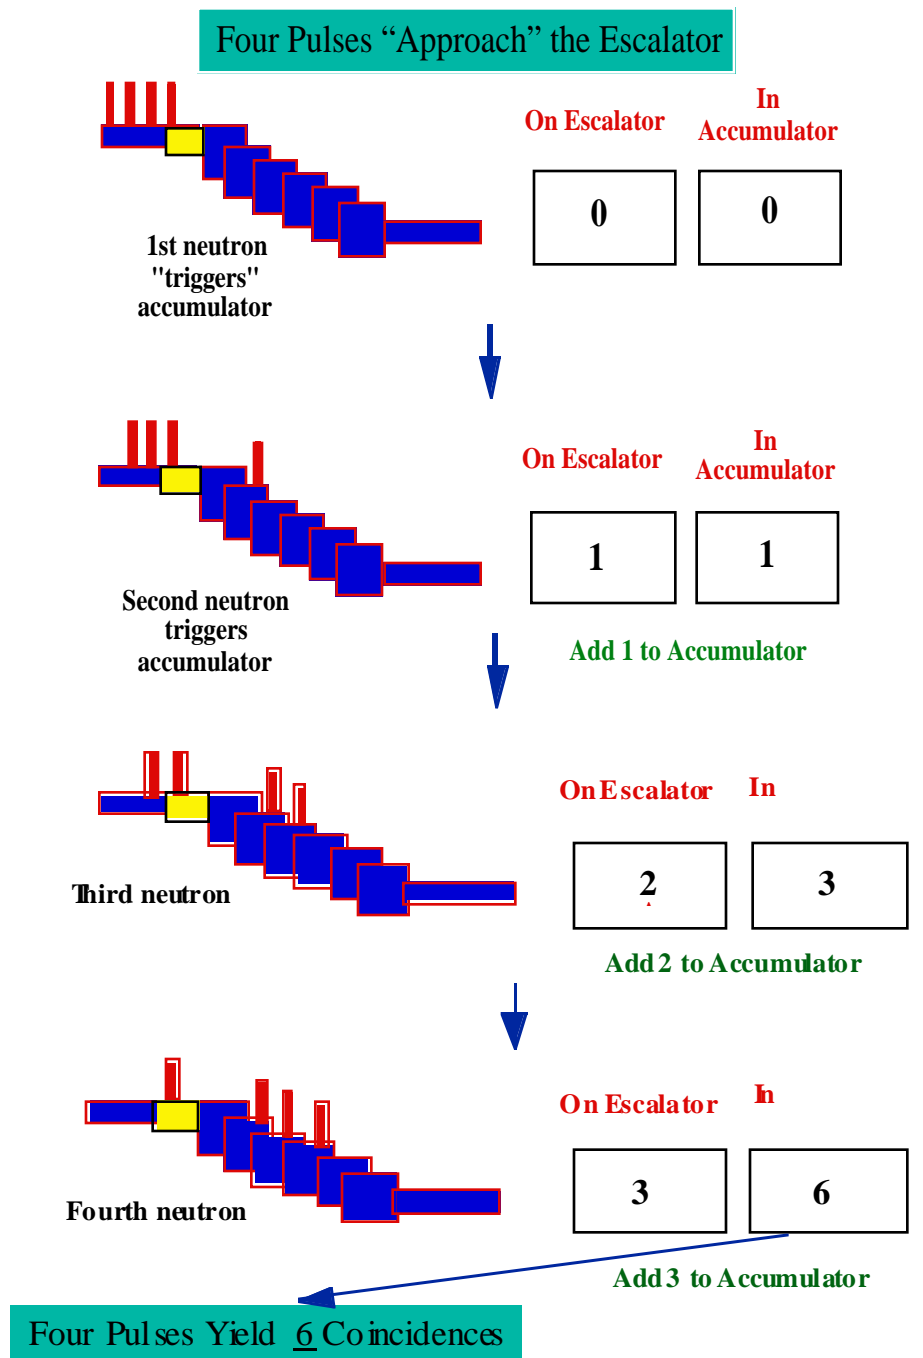 Four Pulses “Approach” the Escalator
On Escalator
In
Accumulator
0
0
1st neutron
"triggers"
accumulator
On Escalator
In
Accumulator
1
1
Second neutron
triggers
accumulator
Add 1 to Accumulator
On Escalator
In
2
3
Third neutron
Add 2 to Accumulator
On Escalator
In
3
6
Fourth neutron
Add 3 to Accumulator
Four Pulses Yield 6 Coincidences